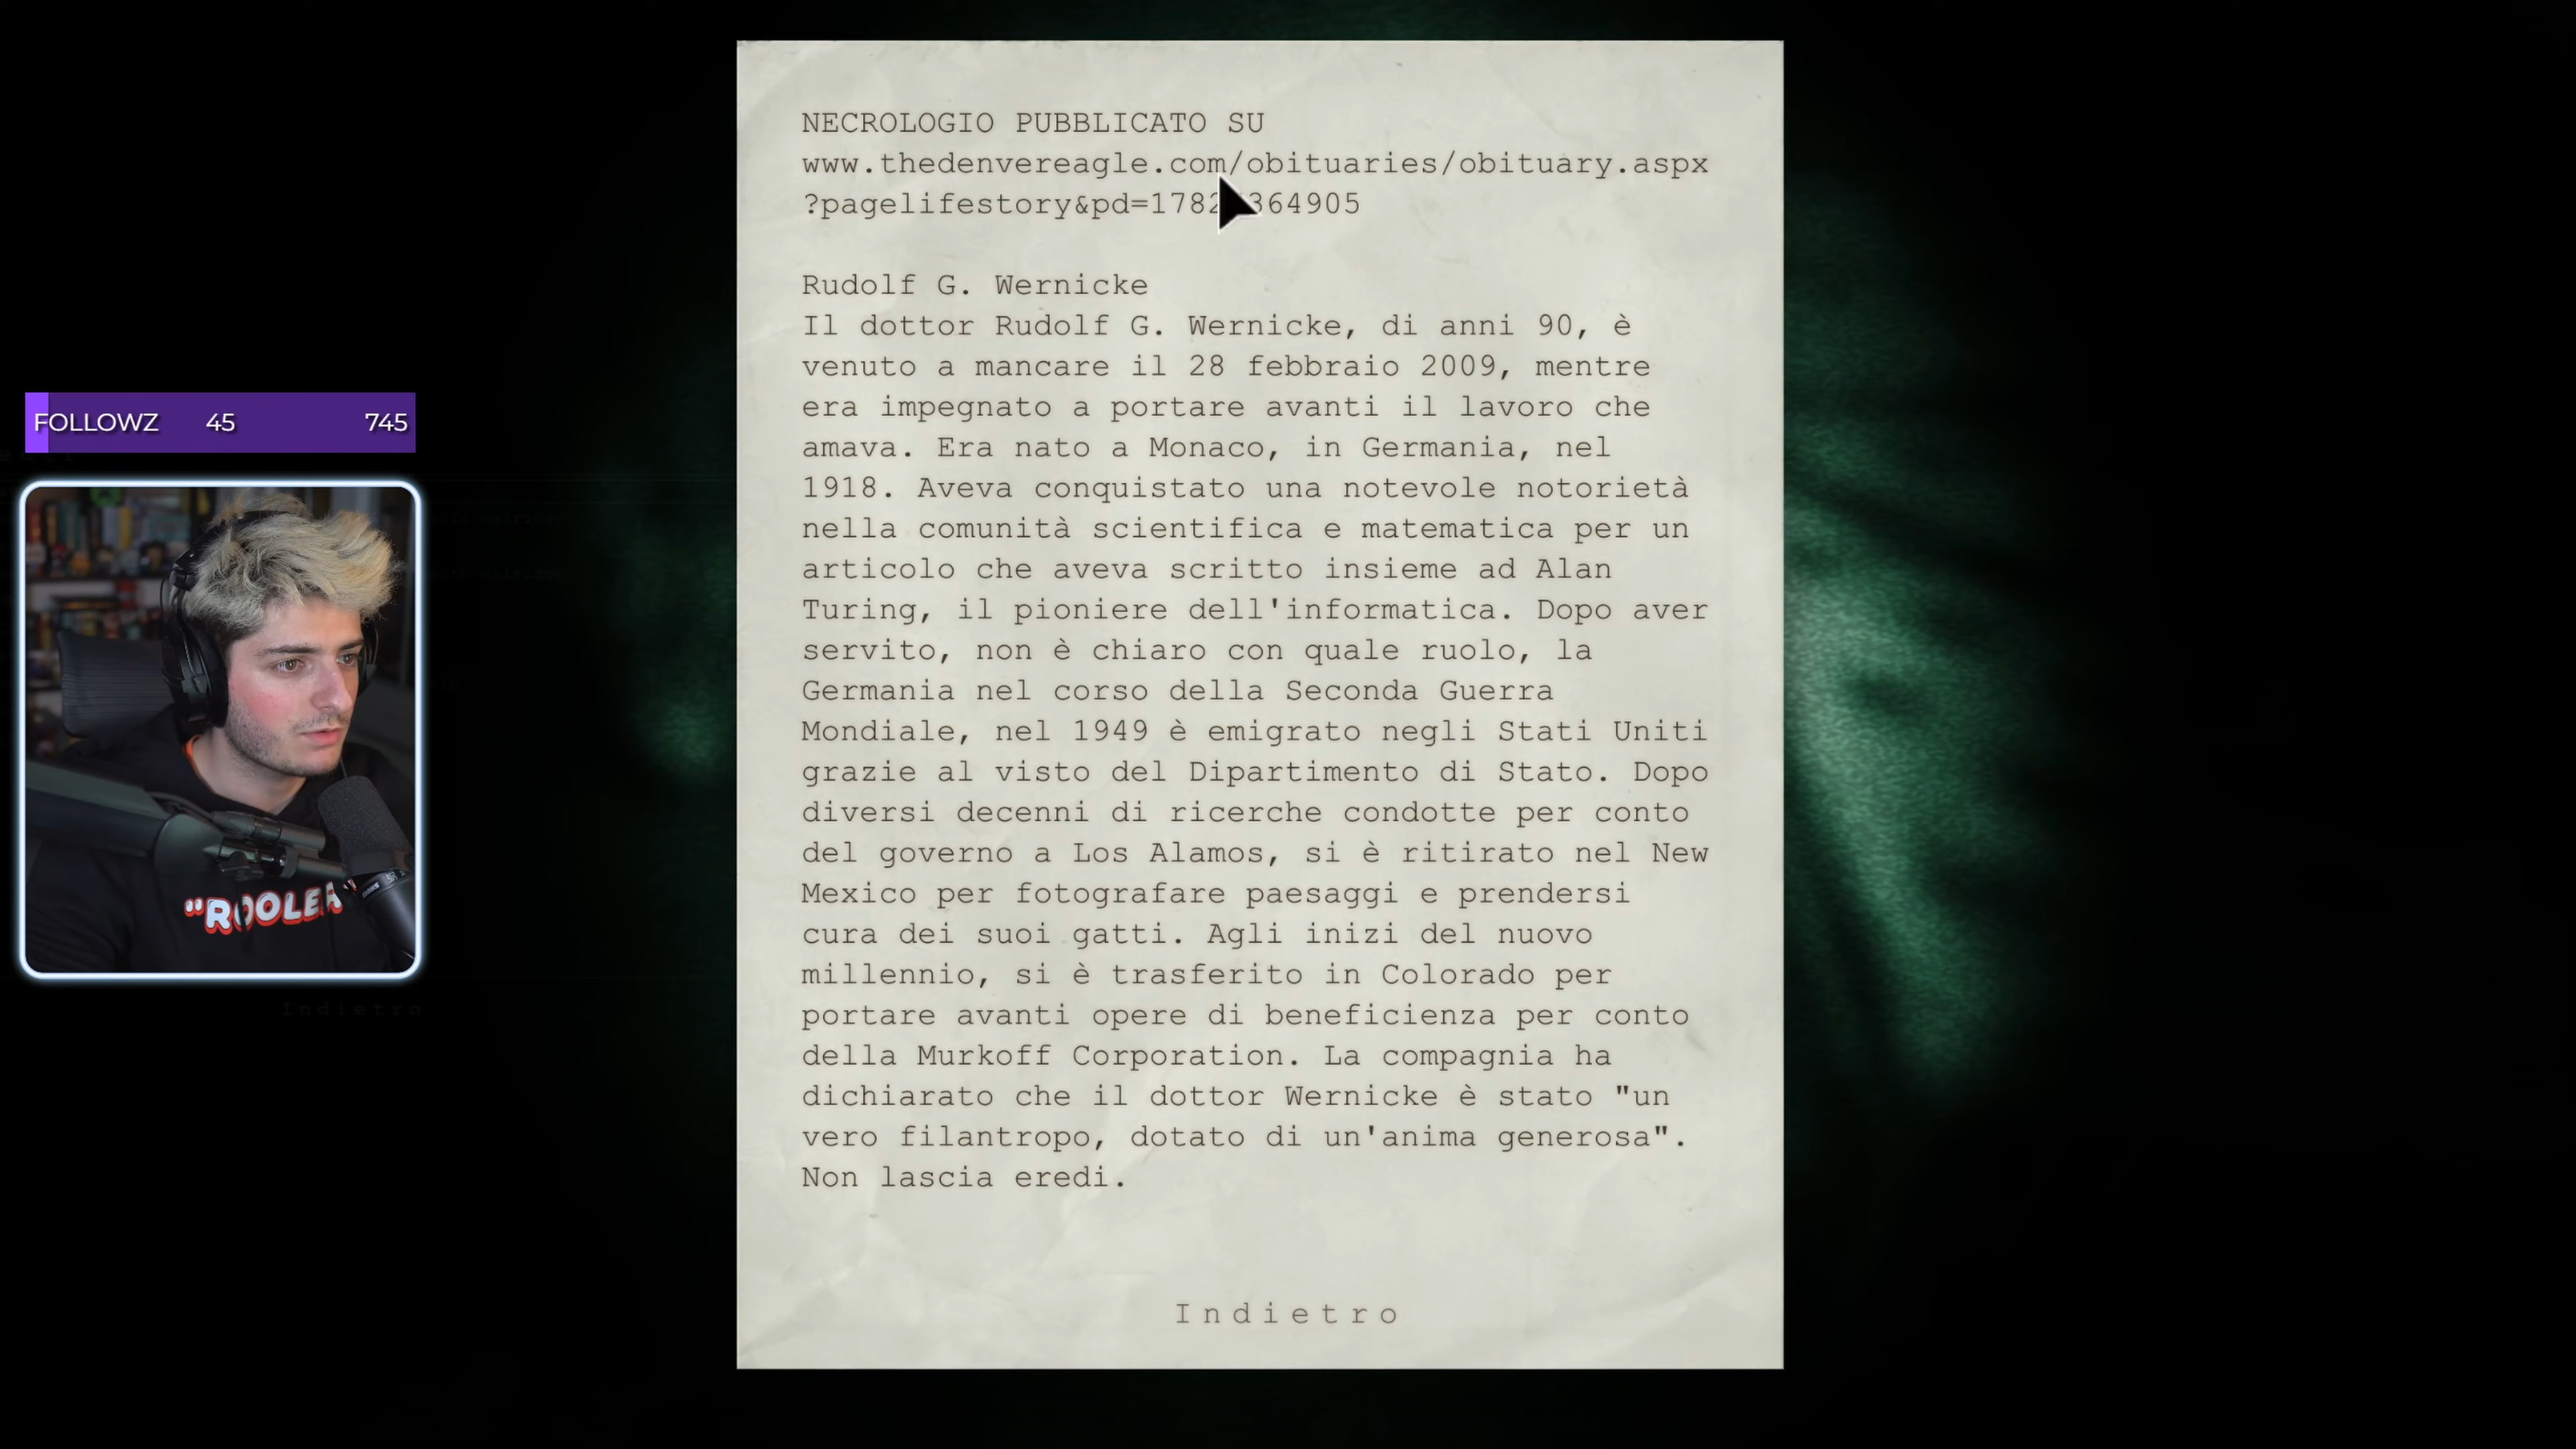 NECROLOGIO PUBBLICATO SU
www.thedenvereagle.com/obituaries/obituary.aspx
Rudolf G. Wernicke
Il dottor Rudolf G. Wernicke, di anni 90, è
venuto a mancare il 28 febbraio 2009, mentre
era impegnato a portare avanti il lavoro che
amava. Era nato a Monaco, in Germania, nel
1918. Aveva conquistato una notevole notorietà
nella comunità scientifica e matematica per un
articolo che aveva scritto insieme ad Alan
Turing, il pioniere dell'informatica. Dopo aver
servito, non è chiaro con quale ruolo, la
Germania nel corso della Seconda Guerra
Mondiale, nel 1949 è emigrato negli Stati Uniti
grazie al visto del Dipartimento di Stato. Dopo
diversi decenni di ricerche condotte per conto
del governo a Los Alamos, si è ritirato nel New
Mexico per fotografare paesaggi e prendersi
cura dei suoi gatti. Agli inizi del nuovo
millennio, si è trasferito in Colorado per
portare avanti opere di beneficienza per conto
della Murkoff Corporation. La compagnia ha
dichiarato che il dottor Wernicke è stato "un
vero filantropo, dotato di un'anima generosa".
Non lascia eredi.
Indietro
FOLLOWZ 45 745
Indietro